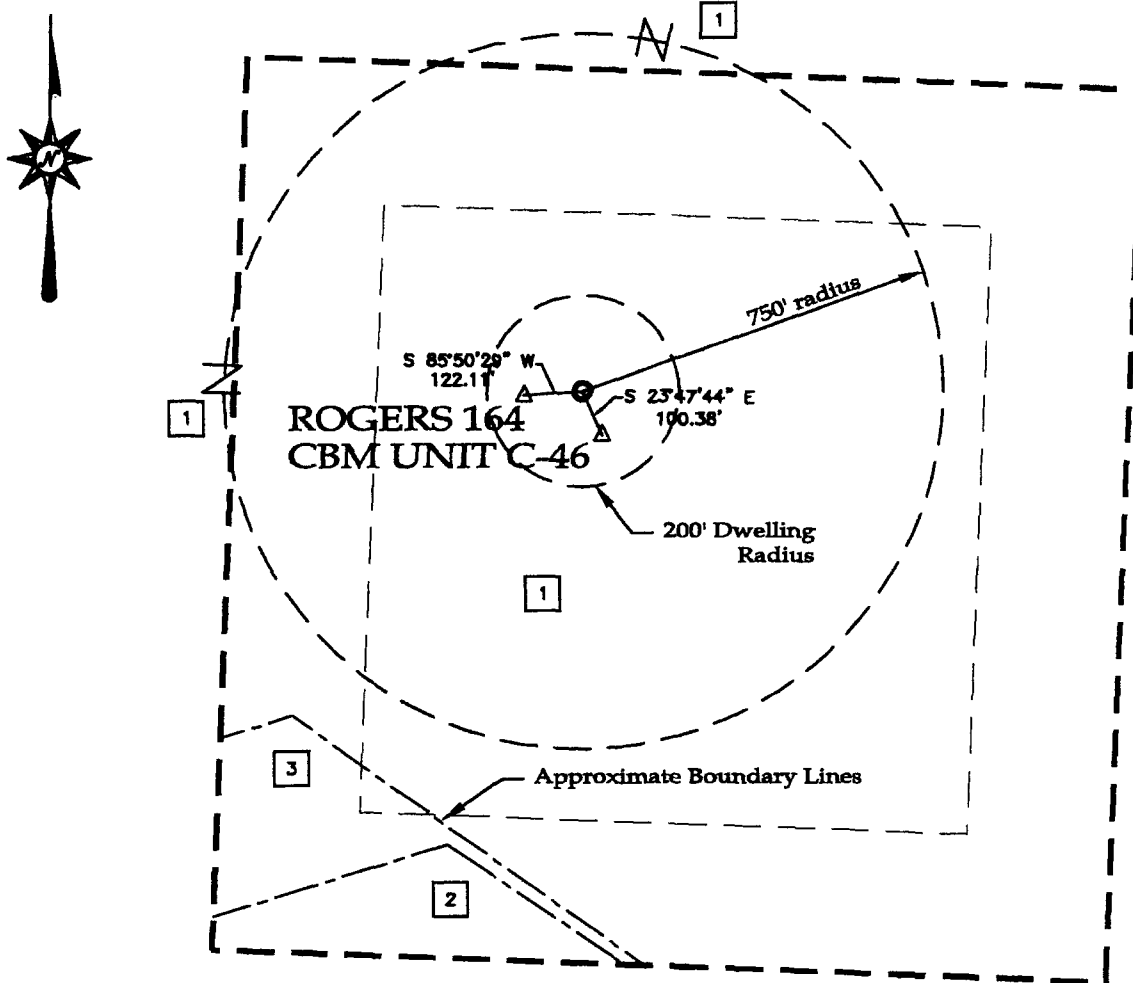 1
N
750' radius
S 85°50'29" W
122.11'
S 23°47'44" E
100.38'
1
ROGERS 164
CBM UNIT C-46
200' Dwelling
Radius
1
3
Approximate Boundary Lines
2